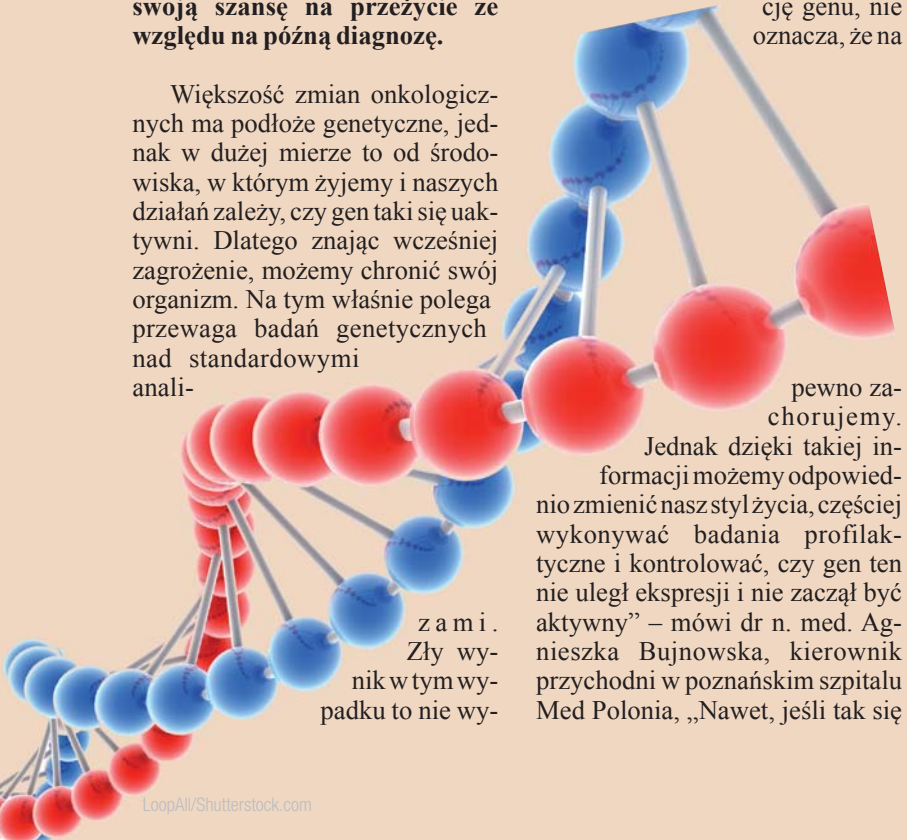 swoją szansę na przeżycie ze
względu na późną diagnozę.
Większość zmian onkologicz-
nych ma podłoże genetyczne, jed-
nak w dużej mierze to od środo-
wiska, w którym żyjemy i naszych
działań zależy, czy gen taki się uak-
tywni. Dlatego znając wcześniej
zagrożenie, możemy chronić swój
organizm. Na tym właśnie polega
przewaga badań genetycznych
nad standardowymi
anali-
zami.
Zły wy-
nik w tym wy-
padku to nie wy-
cję genu, nie
oznacza, że na
pewno za-
chorujemy.
Jednak dzięki takiej in-
formacji możemy odpowied-
nio zmienić nasz styl życia, częściej
wykonywać badania profilak-
tyczne i kontrolować, czy gen ten
nie uległ ekspresji i nie zaczął być
aktywny” – mówi dr n. med. Ag-
nieszka Bujnowska, kierownik
przychodni w poznańskim szpitalu
Med Polonia, „Nawet, jeśli tak się
LoopAll/Shutterstock.com